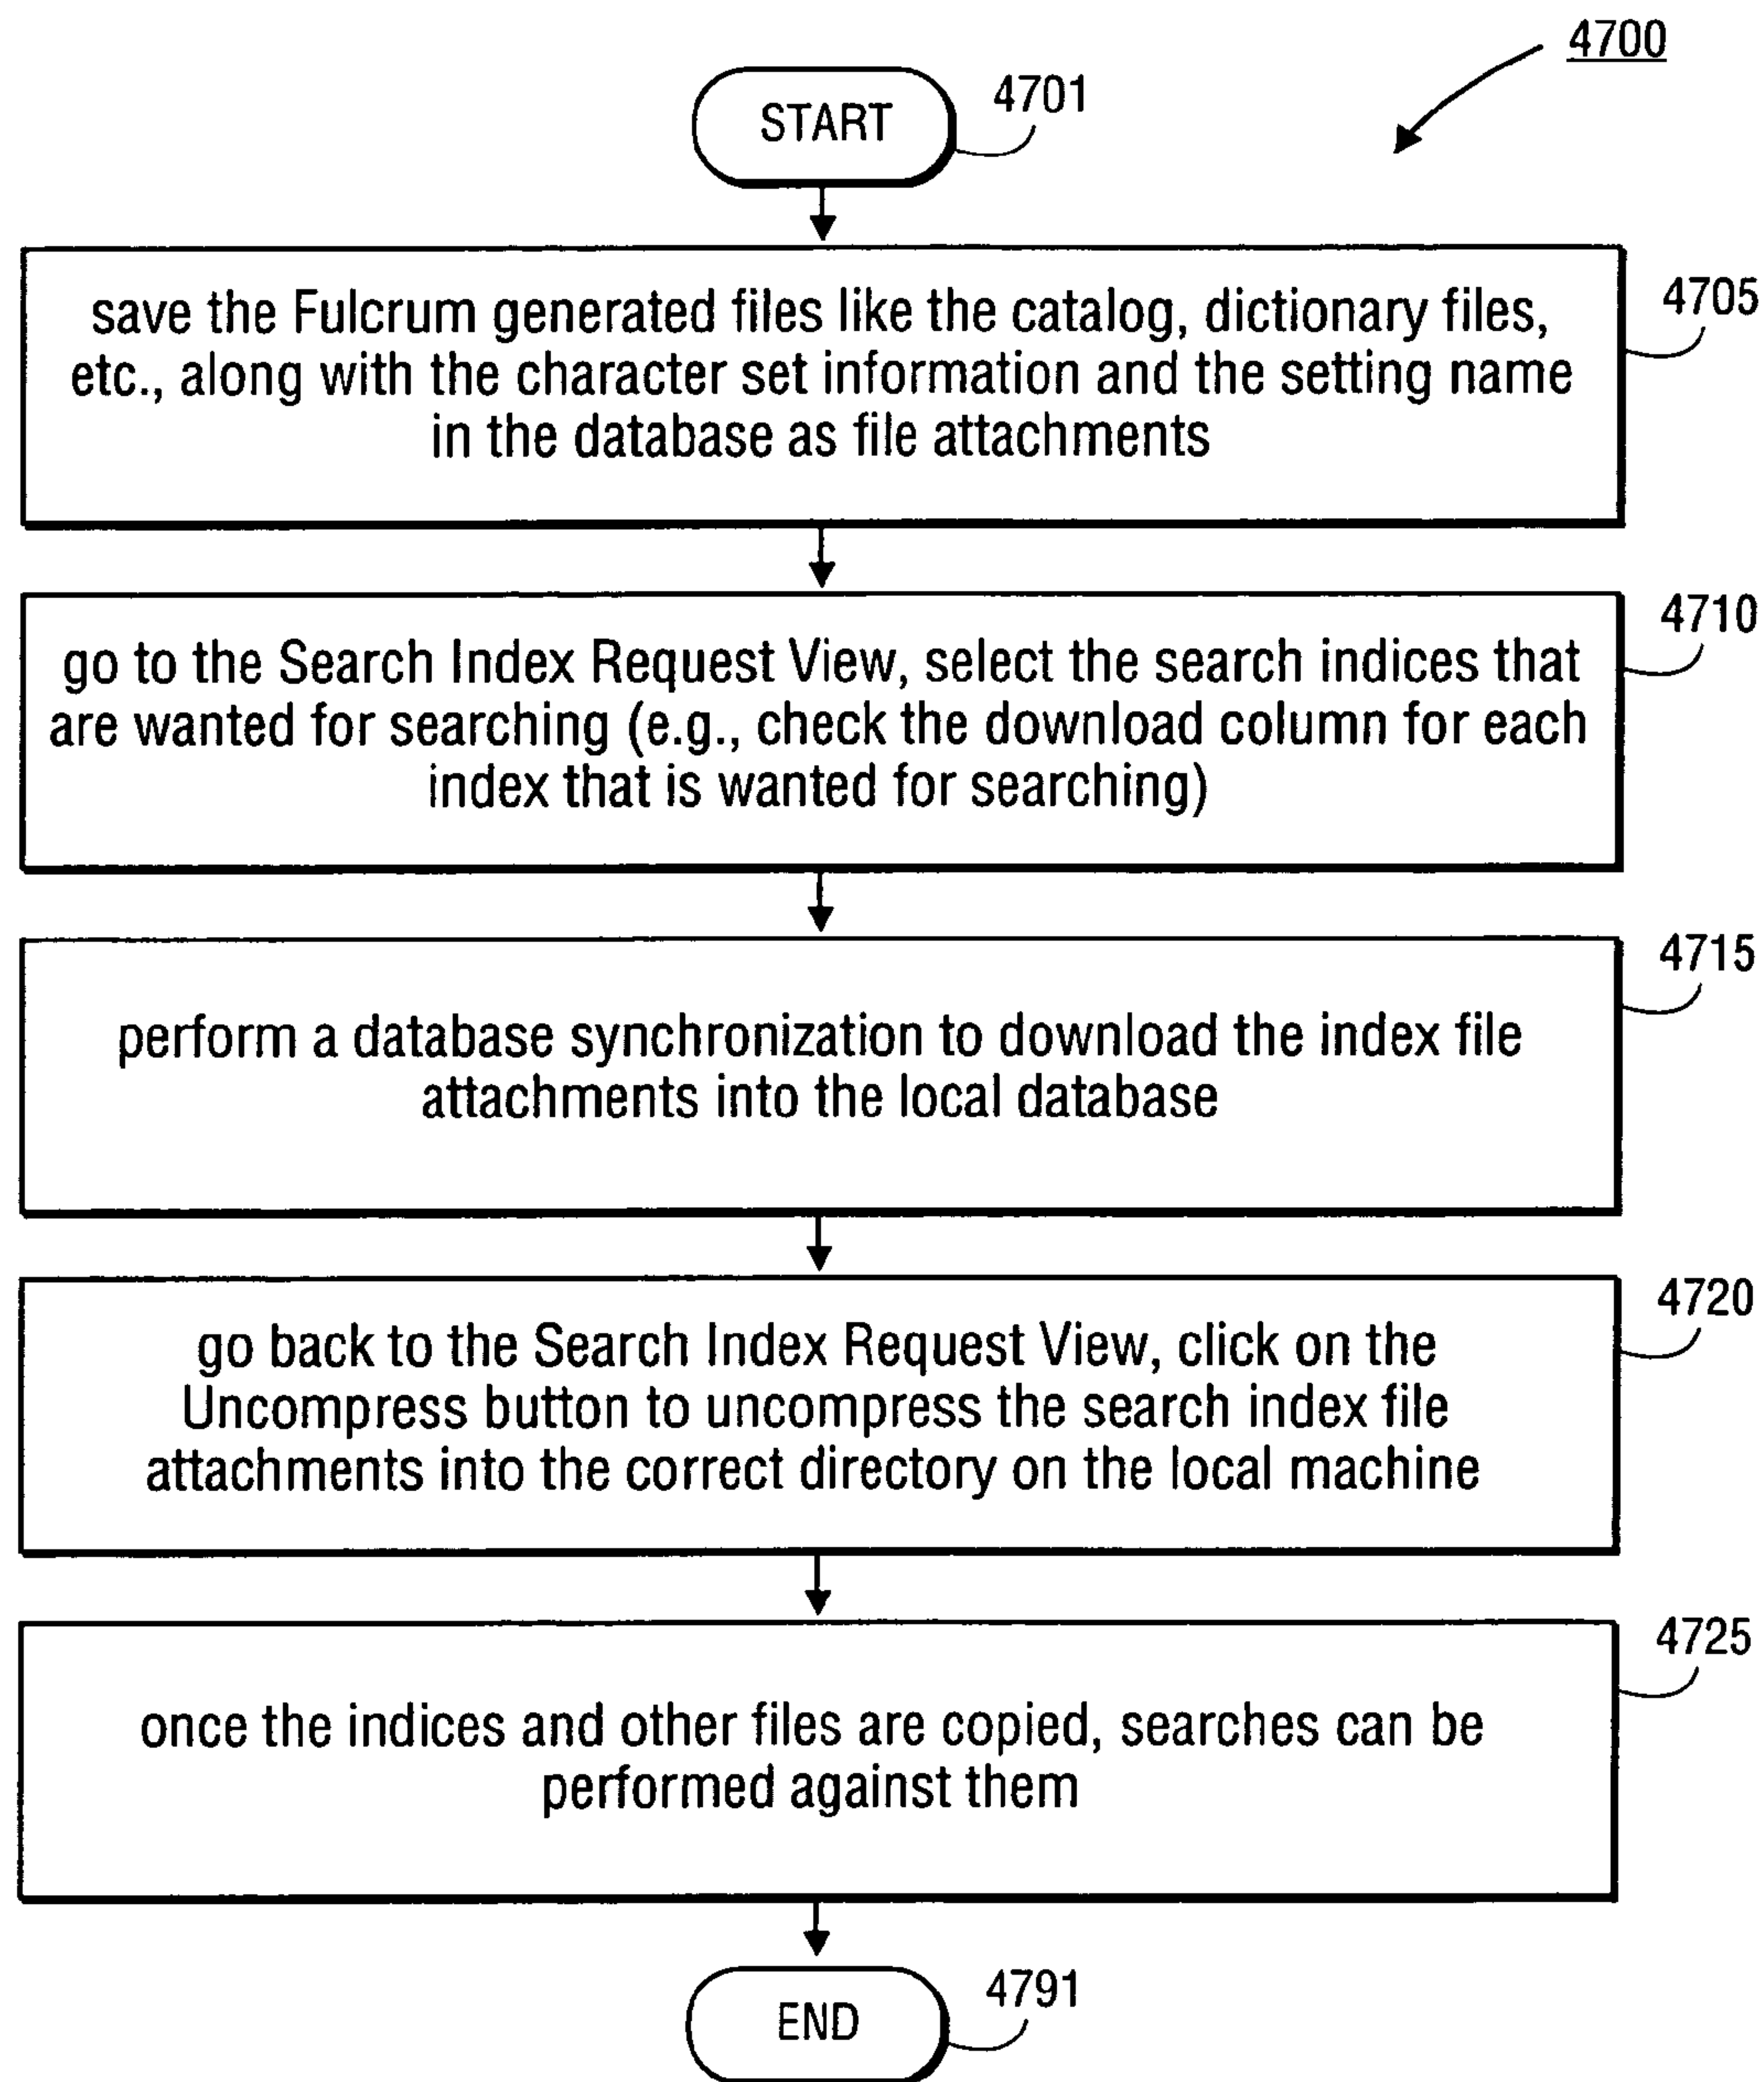 4700
START
4701
save the Fulcrum generated files like the catalog, dictionary files,
etc., along with the character set information and the setting name
in the database as file attachments
4705
go to the Search Index Request View, select the search indices that
are wanted for searching (e.g., check the download column for each
index that is wanted for searching)
4710
perform a database synchronization to download the index file
attachments into the local database
4715
go back to the Search Index Request View, click on the
Uncompress button to uncompress the search index file
attachments into the correct directory on the local machine
4720
once the indices and other files are copied, searches can be
performed against them
4725
END
4791